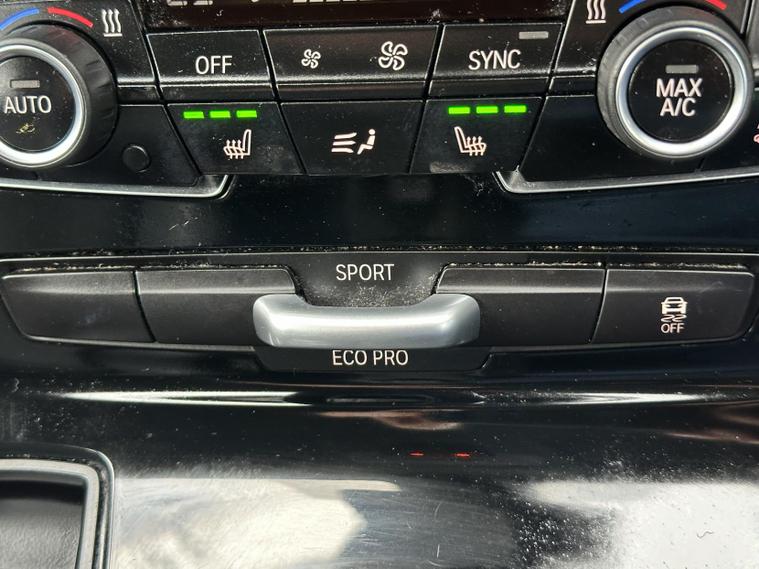 OFF
SYNC
AUTO
MAX
A/C
SPORT
ECO PRO
OFF